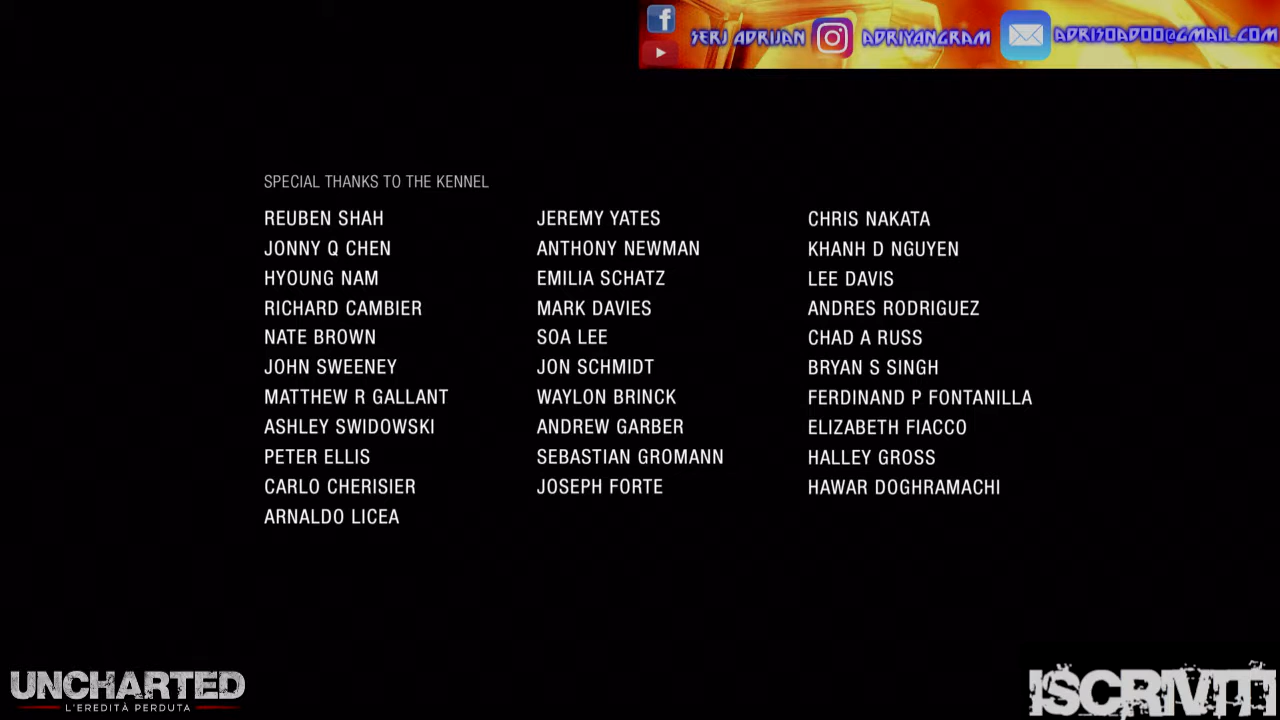 SERJ ADRIJAN ADRIYANGRAM
SPECIAL THANKS TO THE KENNEL
REUBEN SHAH JEREMY YATES CHRIS NAKATA
JONNY Q CHEN ANTHONY NEWMAN KHANH D NGUYEN
HYOUNG NAM EMILIA SCHATZ LEE DAVIS
RICHARD CAMBIER MARK DAVIES ANDRES RODRIGUEZ
NATE BROWN SOA LEE CHAD A RUSS
JOHN SWEENEY JON SCHMIDT BRYAN S SINGH
MATTHEW R GALLANT WAYLON BRINCK FERDINAND P FONTANILLA
ASHLEY SWIDOWSKI ANDREW GARBER ELIZABETH FIACCO
PETER ELLIS SEBASTIAN GROMANN HALLEY GROSS
CARLO CHERISIER JOSEPH FORTE HAWAR DOGHRAMACHI
ARNALDO LICEA
UNCHARTED
L'EREDITÀ PERDUTA
ISCRIVITI